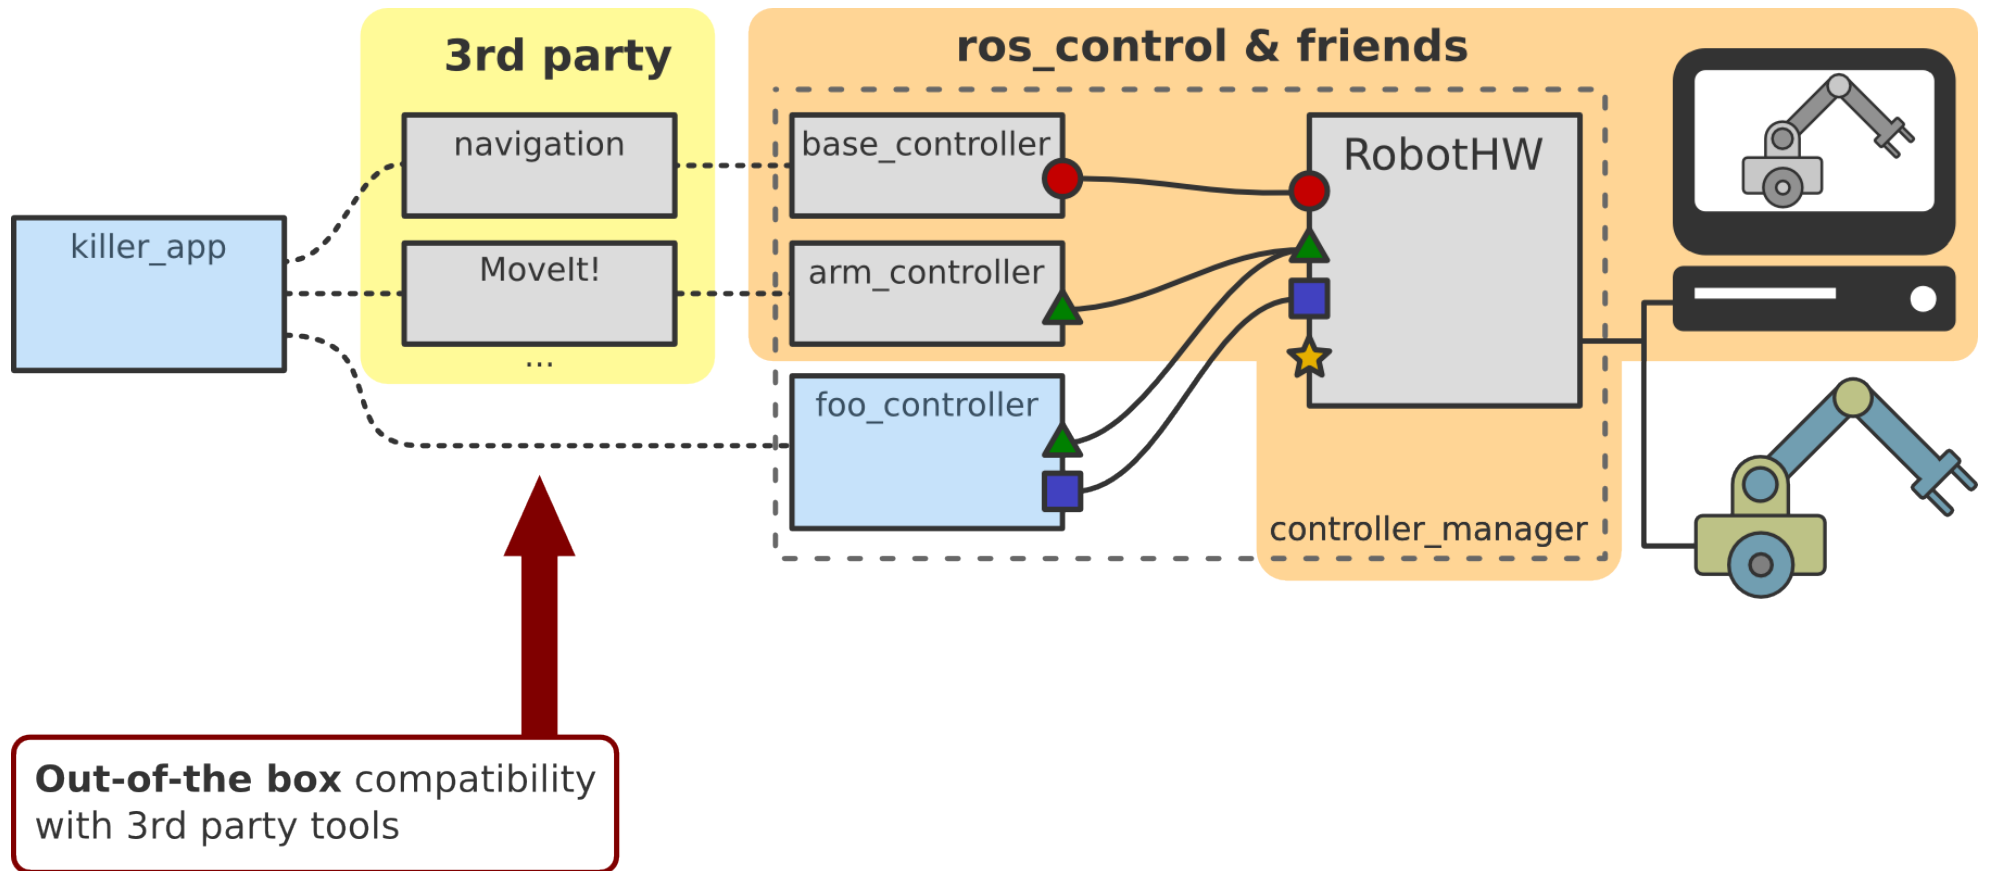 3rd party
ros_control & friends
navigation
base_controller
RobotHW
killer_app
MoveIt!
arm_controller
...
foo_controller
controller_manager
Out-of-the box compatibility
with 3rd party tools